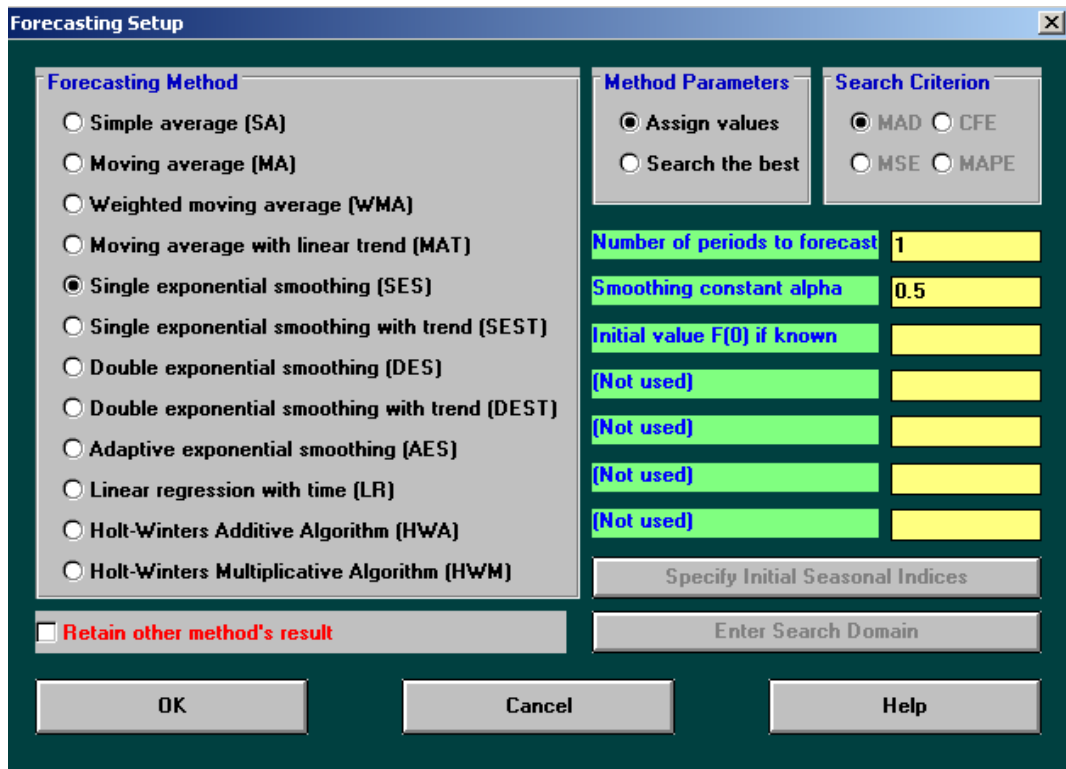 Forecasting Setup
Forecasting Method
Simple average (SA)
Moving average (MA)
Weighted moving average (WMA)
Moving average with linear trend (MAT)
Single exponential smoothing (SES)
Single exponential smoothing with trend (SEST)
Double exponential smoothing (DES)
Double exponential smoothing with trend (DEST)
Adaptive exponential smoothing (AES)
Linear regression with time (LR)
Holt-Winters Additive Algorithm (HWA)
Holt-Winters Multiplicative Algorithm (HWM)
Retain other method's result
Method Parameters
Assign values
Search the best
Search Criterion
MAD CFE
MSE MAPE
Number of periods to forecast 1
Smoothing constant alpha 0.5
Initial value F(0) if known
(Not used)
(Not used)
(Not used)
(Not used)
Specify Initial Seasonal Indices
Enter Search Domain
OK Cancel Help